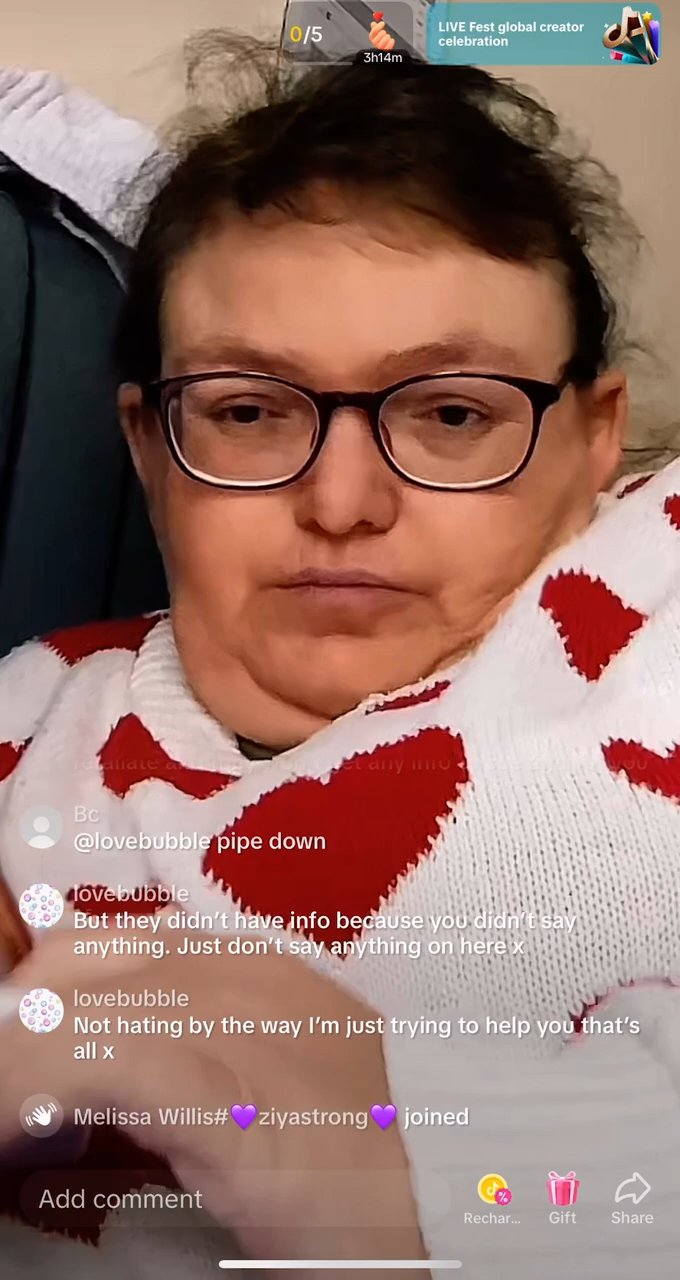 0/5
3h14m
LIVE Fest global creator
celebration
Bc
@lovebubble pipe down
lovebubble
But they didn't have info because you didn't say
anything. Just don't say anything on here x
lovebubble
Not hating by the way I'm just trying to help you that's
all x
Melissa Willis#💜ziyastrong💜 joined
Add comment
Rechar...
Gift
Share